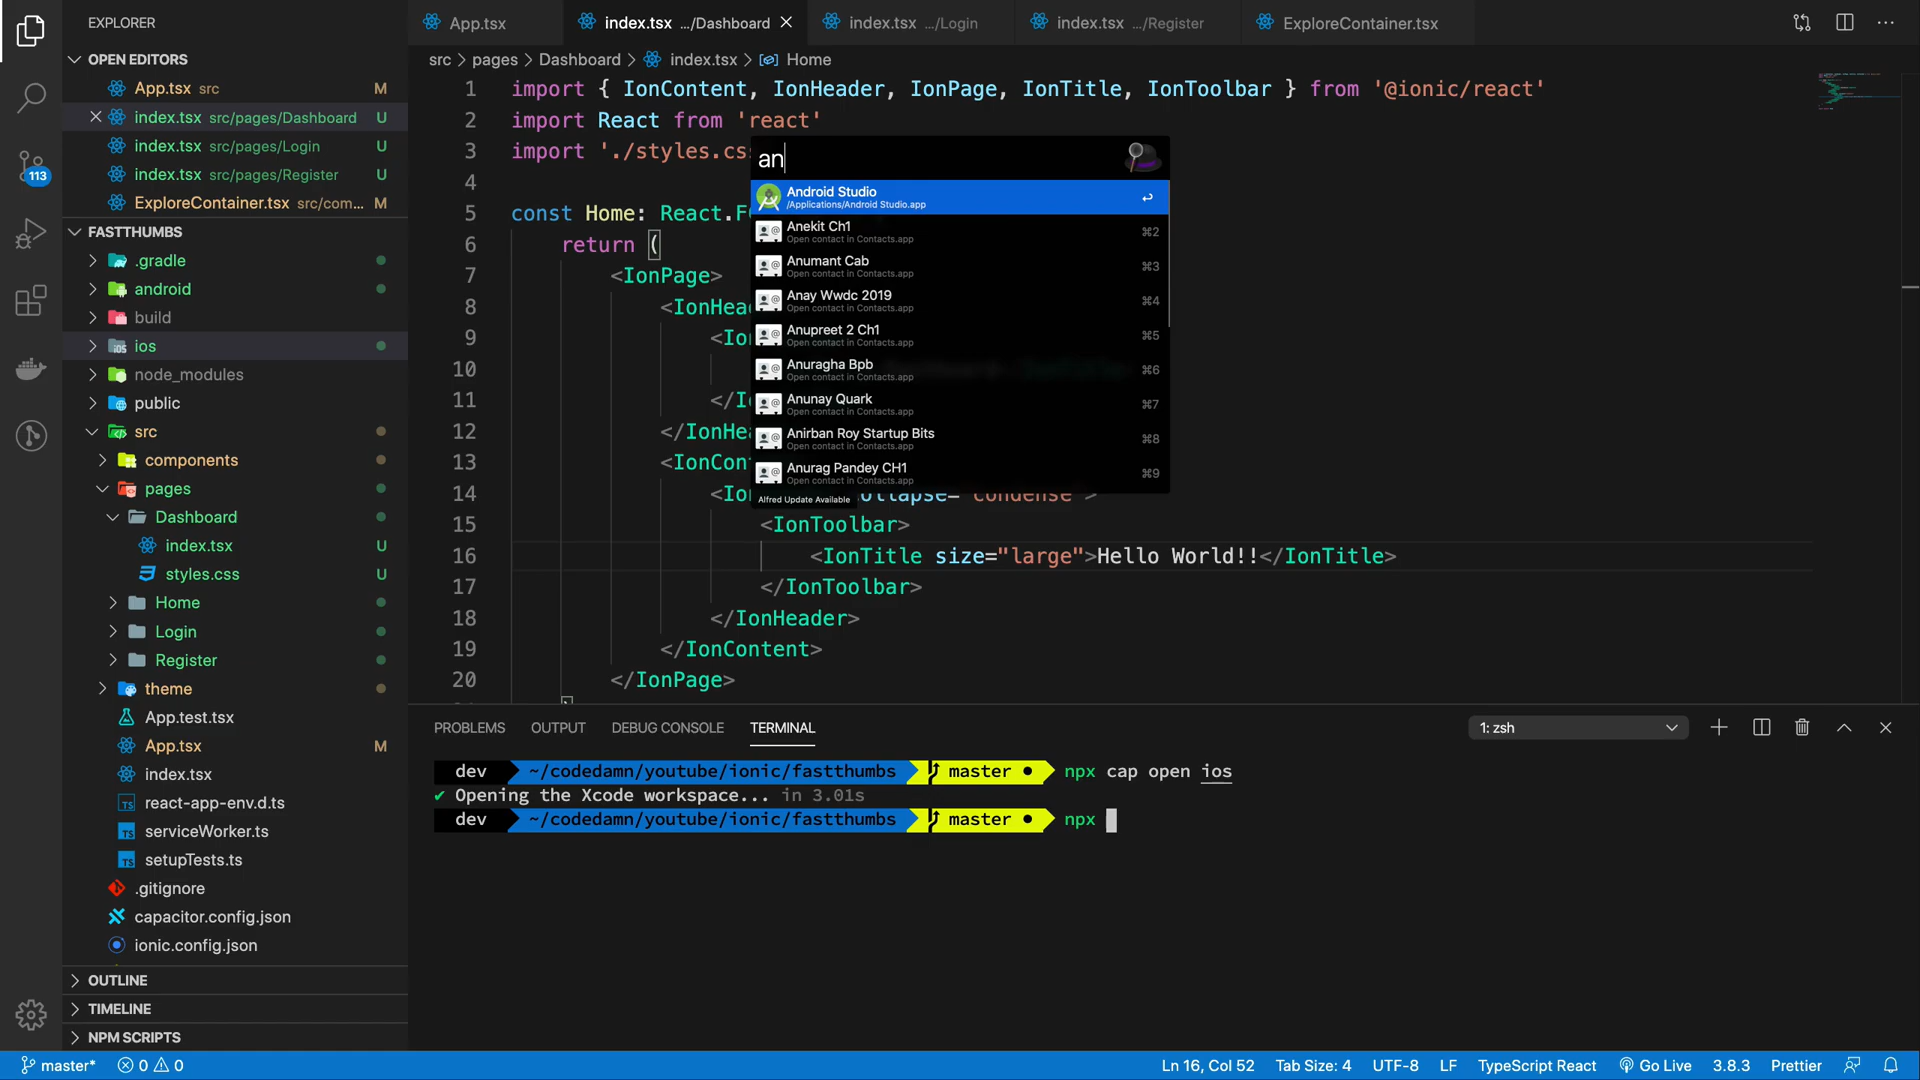 EXPLORER
App.tsx
index.tsx .../Dashboard
index.tsx .../Login
index.tsx .../Register
ExploreContainer.tsx
OPEN EDITORS
App.tsx src M
index.tsx src/pages/Dashboard U
index.tsx src/pages/Login U
index.tsx src/pages/Register U
ExploreContainer.tsx src/com... M
113
FASTTHUMBS
.gradle
android
build
ios
node_modules
public
src
components
pages
Dashboard
index.tsx U
styles.css U
Home
Login
Register
theme
App.test.tsx
App.tsx M
index.tsx
react-app-env.d.ts
serviceWorker.ts
setupTests.ts
.gitignore
capacitor.config.json
ionic.config.json
OUTLINE
TIMELINE
NPM SCRIPTS
src > pages > Dashboard > index.tsx > Home
1 import { IonContent, IonHeader, IonPage, IonTitle, IonToolbar } from '@ionic/react'
2 import React from 'react'
3 import './styles.cs
4
5 const Home: React.F
6 return (
7 <IonPage>
8 <IonHea
9 <Io
10
11 </I
12 </IonHea
13 <IonCon
14 <Io ollapse="condense">
15 <IonToolbar>
16 <IonTitle size="large">Hello World!!</IonTitle>
17 </IonToolbar>
18 </IonHeader>
19 </IonContent>
20 </IonPage>
an
Android Studio
/Applications/Android Studio.app
Anekit Ch1 ⌘2
Open contact in Contacts.app
Anumant Cab ⌘3
Open contact in Contacts.app
Anay Wwdc 2019 ⌘4
Open contact in Contacts.app
Anupreet 2 Ch1 ⌘5
Open contact in Contacts.app
Anuragha Bpb ⌘6
Open contact in Contacts.app
Anunay Quark ⌘7
Open contact in Contacts.app
Anirban Roy Startup Bits ⌘8
Open contact in Contacts.app
Anurag Pandey CH1 ⌘9
Open contact in Contacts.app
Alfred Update Available
PROBLEMS OUTPUT DEBUG CONSOLE TERMINAL 1: zsh
dev ~/codedamn/youtube/ionic/fastthumbs master ● npx cap open ios
✔ Opening the Xcode workspace... in 3.01s
dev ~/codedamn/youtube/ionic/fastthumbs master ● npx
master* 0 0 Ln 16, Col 52 Tab Size: 4 UTF-8 LF TypeScript React Go Live 3.8.3 Prettier